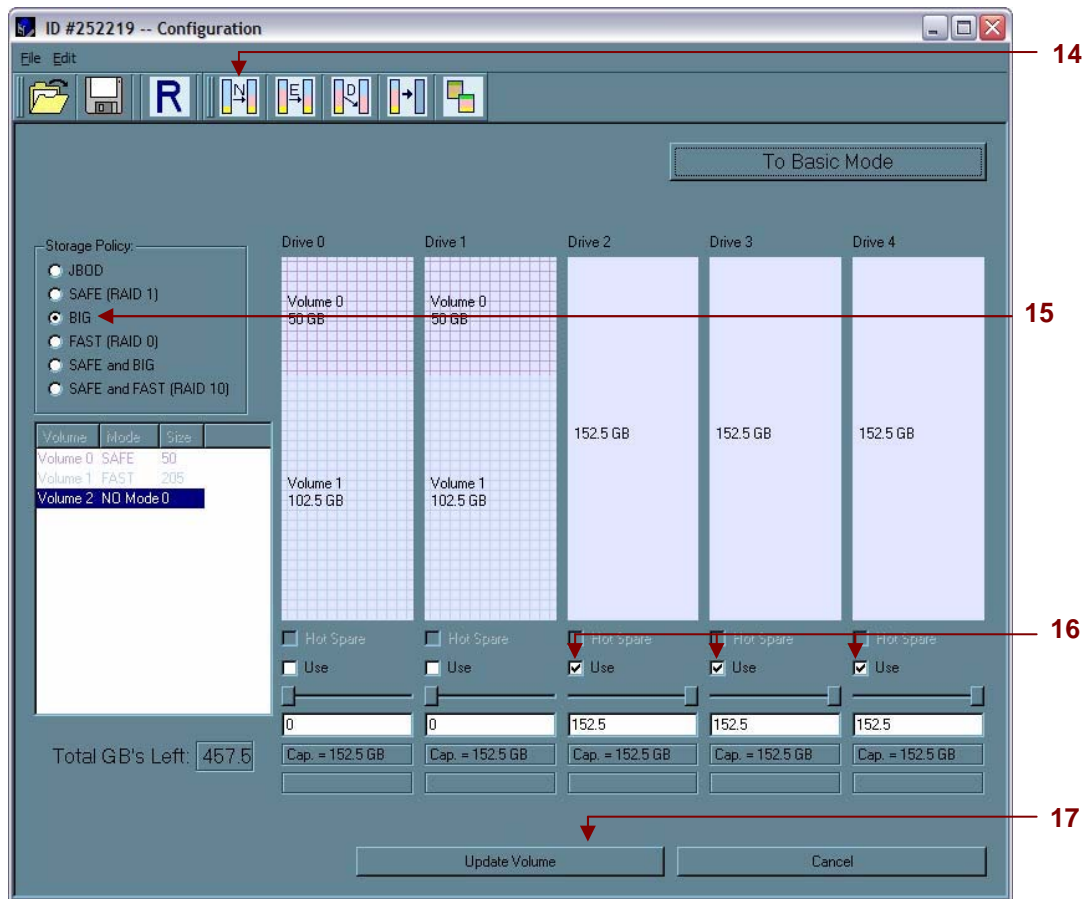 ID #252219 -- Configuration
File Edit
14
R N E D
To Basic Mode
Storage Policy:
JBOD
SAFE (RAID 1)
BIG
15
FAST (RAID 0)
SAFE and BIG
SAFE and FAST (RAID 10)
Drive 0 Drive 1 Drive 2 Drive 3 Drive 4
Volume 0 Volume 0
50 GB 50 GB
152.5 GB 152.5 GB 152.5 GB
Volume 1 Volume 1
102.5 GB 102.5 GB
Volume Mode Size
Volume 0 SAFE 50
Volume 1 FAST 205
Volume 2 NO Mode 0
Hot Spare Hot Spare Hot Spare Hot Spare Hot Spare
16
Use Use Use Use Use
0 0 152.5 152.5 152.5
Total GB's Left: 457.5
Cap. = 152.5 GB Cap. = 152.5 GB Cap. = 152.5 GB Cap. = 152.5 GB Cap. = 152.5 GB
17
Update Volume Cancel